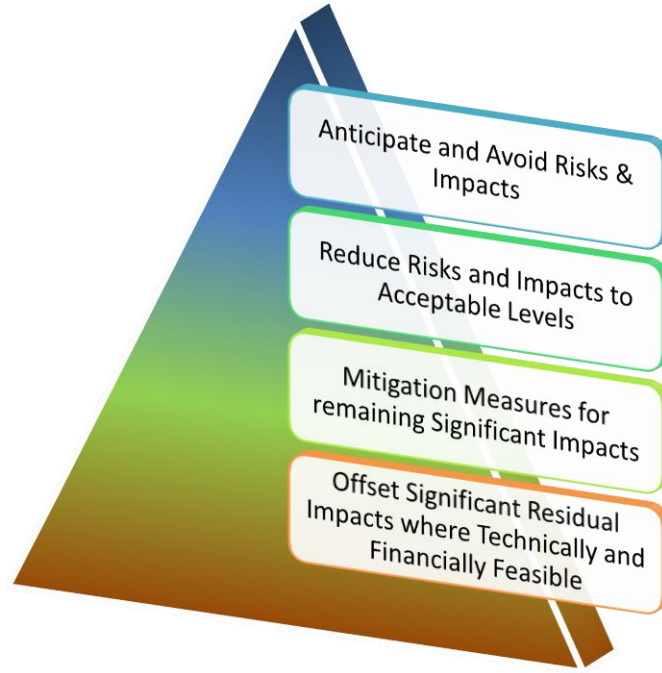 Anticipate and Avoid Risks &
Impacts
Reduce Risks and Impacts to
Acceptable Levels
Mitigation Measures for
remaining Significant Impacts
Offset Significant Residual
Impacts where Technically and
Financially Feasible